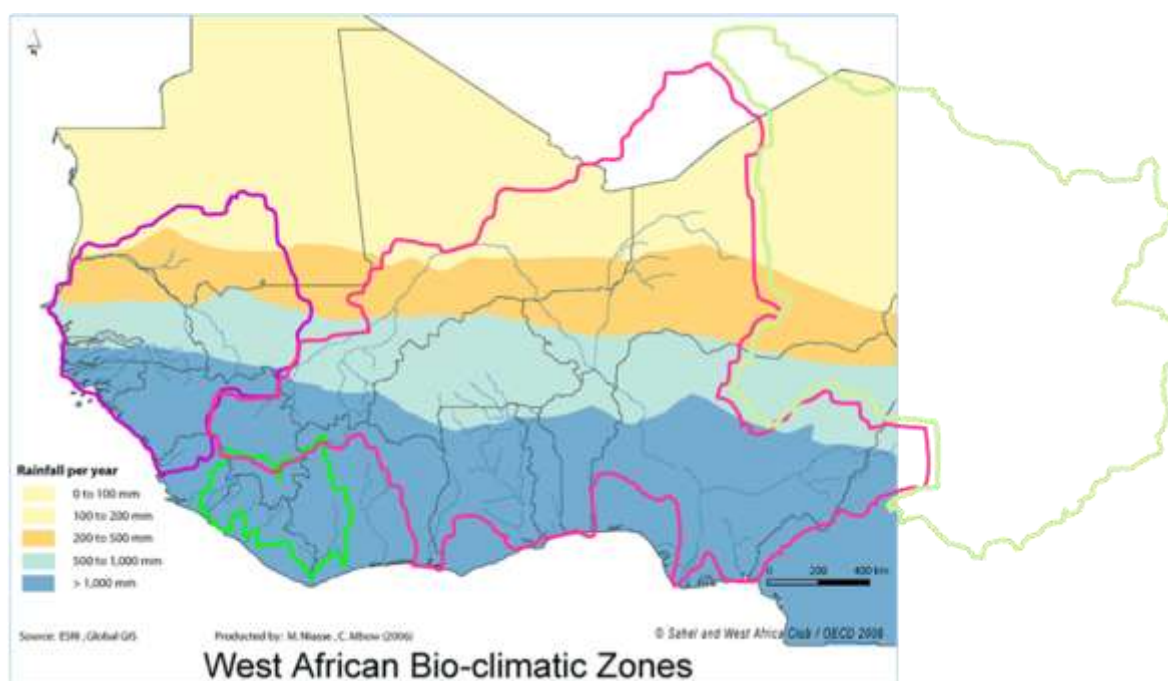 N
Rainfall per year
0 to 100 mm
100 to 200 mm
200 to 500 mm
500 to 1,000 mm
> 1,000 mm
0 200 400 km
Source: ESRI , Global GIS Producted by: M. Niasse , C. Mbow (2006) © Sahel and West Africa Club / OECD 2006
West African Bio-climatic Zones